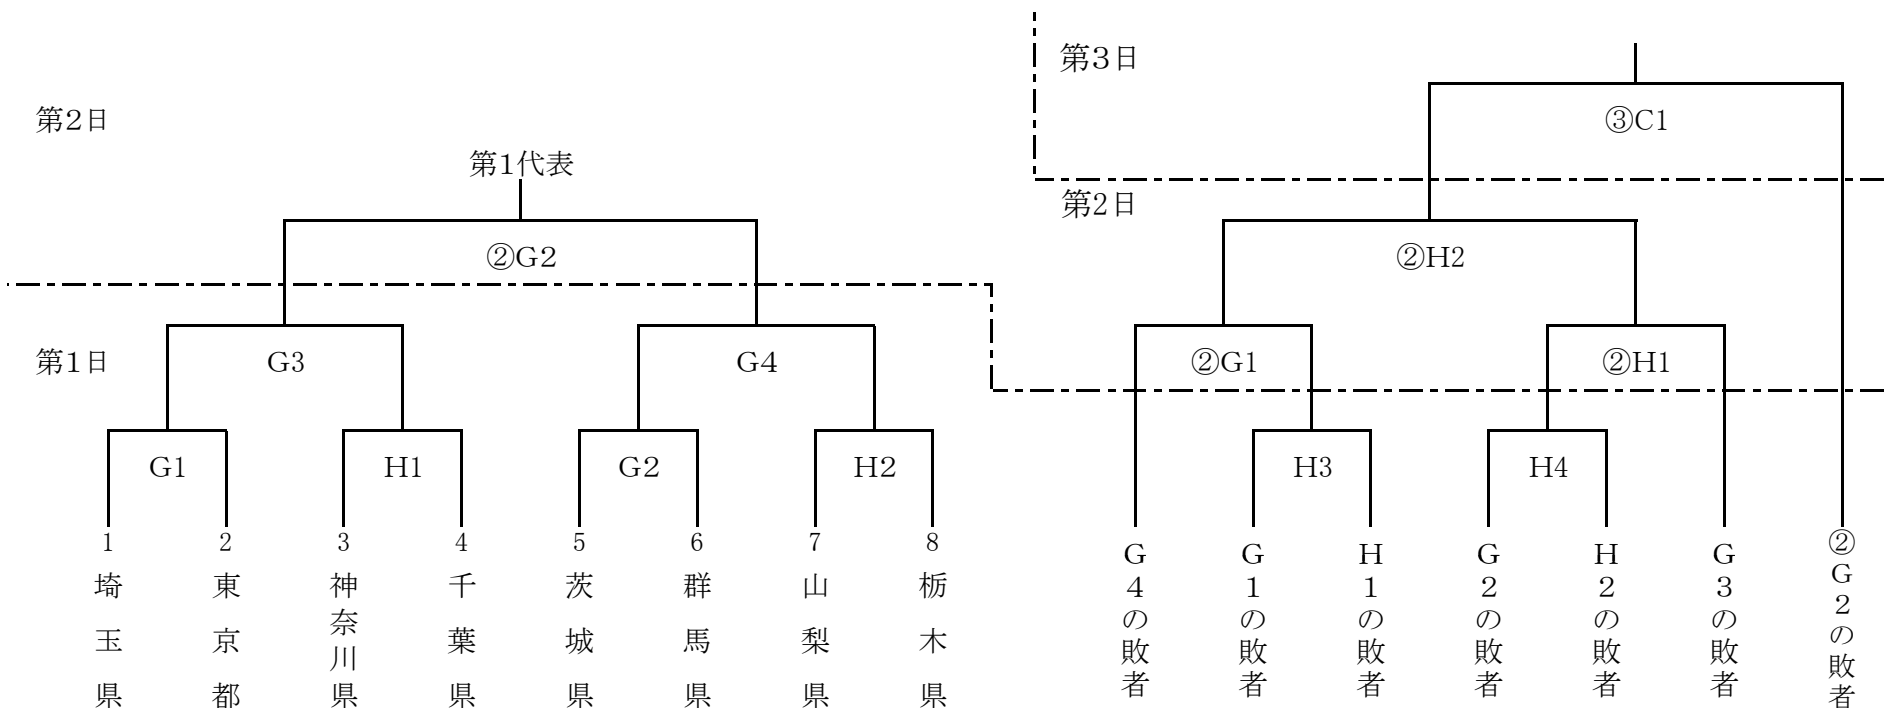 第3日
③C1
第2日
第1代表
第2日
②G2
②H2
第1日
G3
G4
②G1
②H1
G1
H1
G2
H2
H3
H4
1
埼玉県
2
東京都
3
神奈川県
4
千葉県
5
茨城県
6
群馬県
7
山梨県
8
栃木県
G4の敗者
G1の敗者
H1の敗者
G2の敗者
H2の敗者
G3の敗者
②G2の敗者